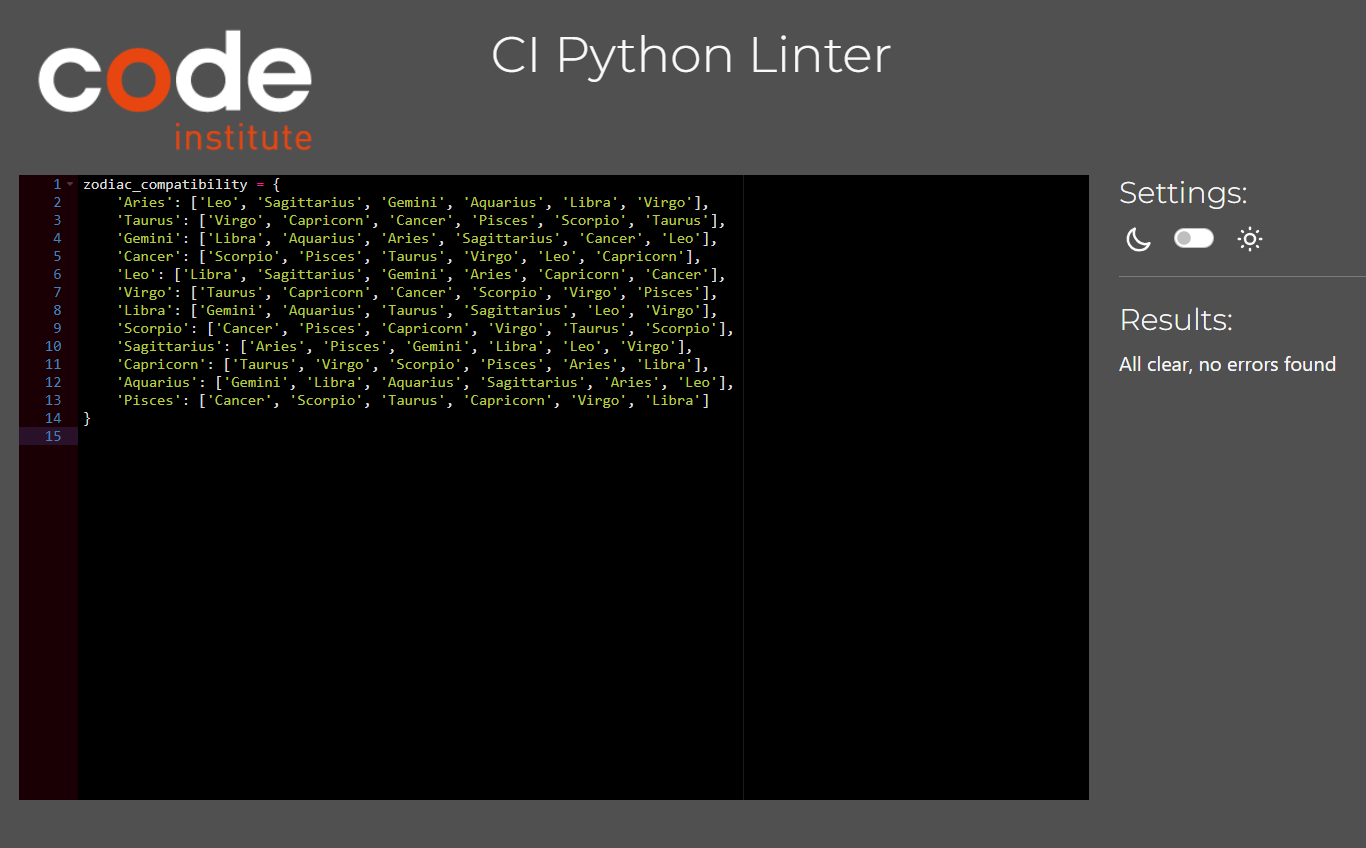 code
institute
CI Python Linter
1 zodiac_compatibility = {
2     'Aries': ['Leo', 'Sagittarius', 'Gemini', 'Aquarius', 'Libra', 'Virgo'],
3     'Taurus': ['Virgo', 'Capricorn', 'Cancer', 'Pisces', 'Scorpio', 'Taurus'],
4     'Gemini': ['Libra', 'Aquarius', 'Aries', 'Sagittarius', 'Cancer', 'Leo'],
5     'Cancer': ['Scorpio', 'Pisces', 'Taurus', 'Virgo', 'Leo', 'Capricorn'],
6     'Leo': ['Libra', 'Sagittarius', 'Gemini', 'Aries', 'Capricorn', 'Cancer'],
7     'Virgo': ['Taurus', 'Capricorn', 'Cancer', 'Scorpio', 'Virgo', 'Pisces'],
8     'Libra': ['Gemini', 'Aquarius', 'Taurus', 'Sagittarius', 'Leo', 'Virgo'],
9     'Scorpio': ['Cancer', 'Pisces', 'Capricorn', 'Virgo', 'Taurus', 'Scorpio'],
10     'Sagittarius': ['Aries', 'Pisces', 'Gemini', 'Libra', 'Leo', 'Virgo'],
11     'Capricorn': ['Taurus', 'Virgo', 'Scorpio', 'Pisces', 'Aries', 'Libra'],
12     'Aquarius': ['Gemini', 'Libra', 'Aquarius', 'Sagittarius', 'Aries', 'Leo'],
13     'Pisces': ['Cancer', 'Scorpio', 'Taurus', 'Capricorn', 'Virgo', 'Libra']
14 }
15
Settings:
Results:
All clear, no errors found